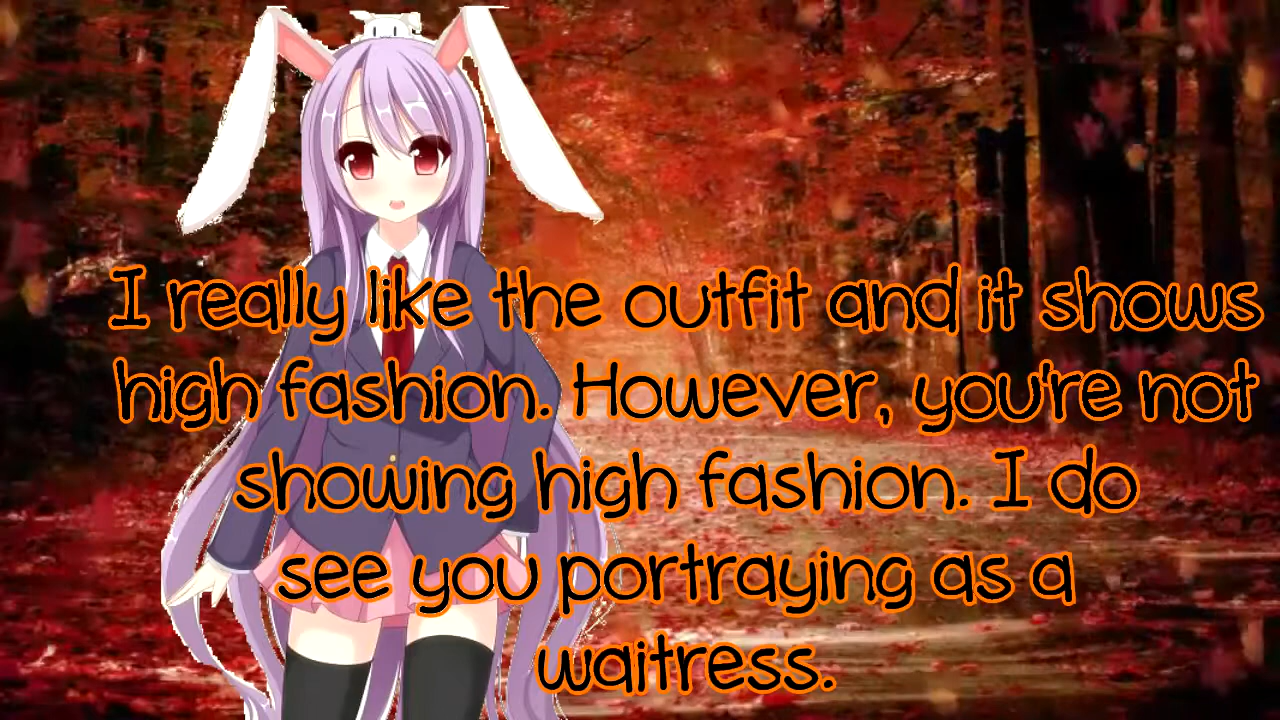 I really like the outfit and it shows
high fashion. However, you're not
showing high fashion. I do
see you portraying as a
waitress.